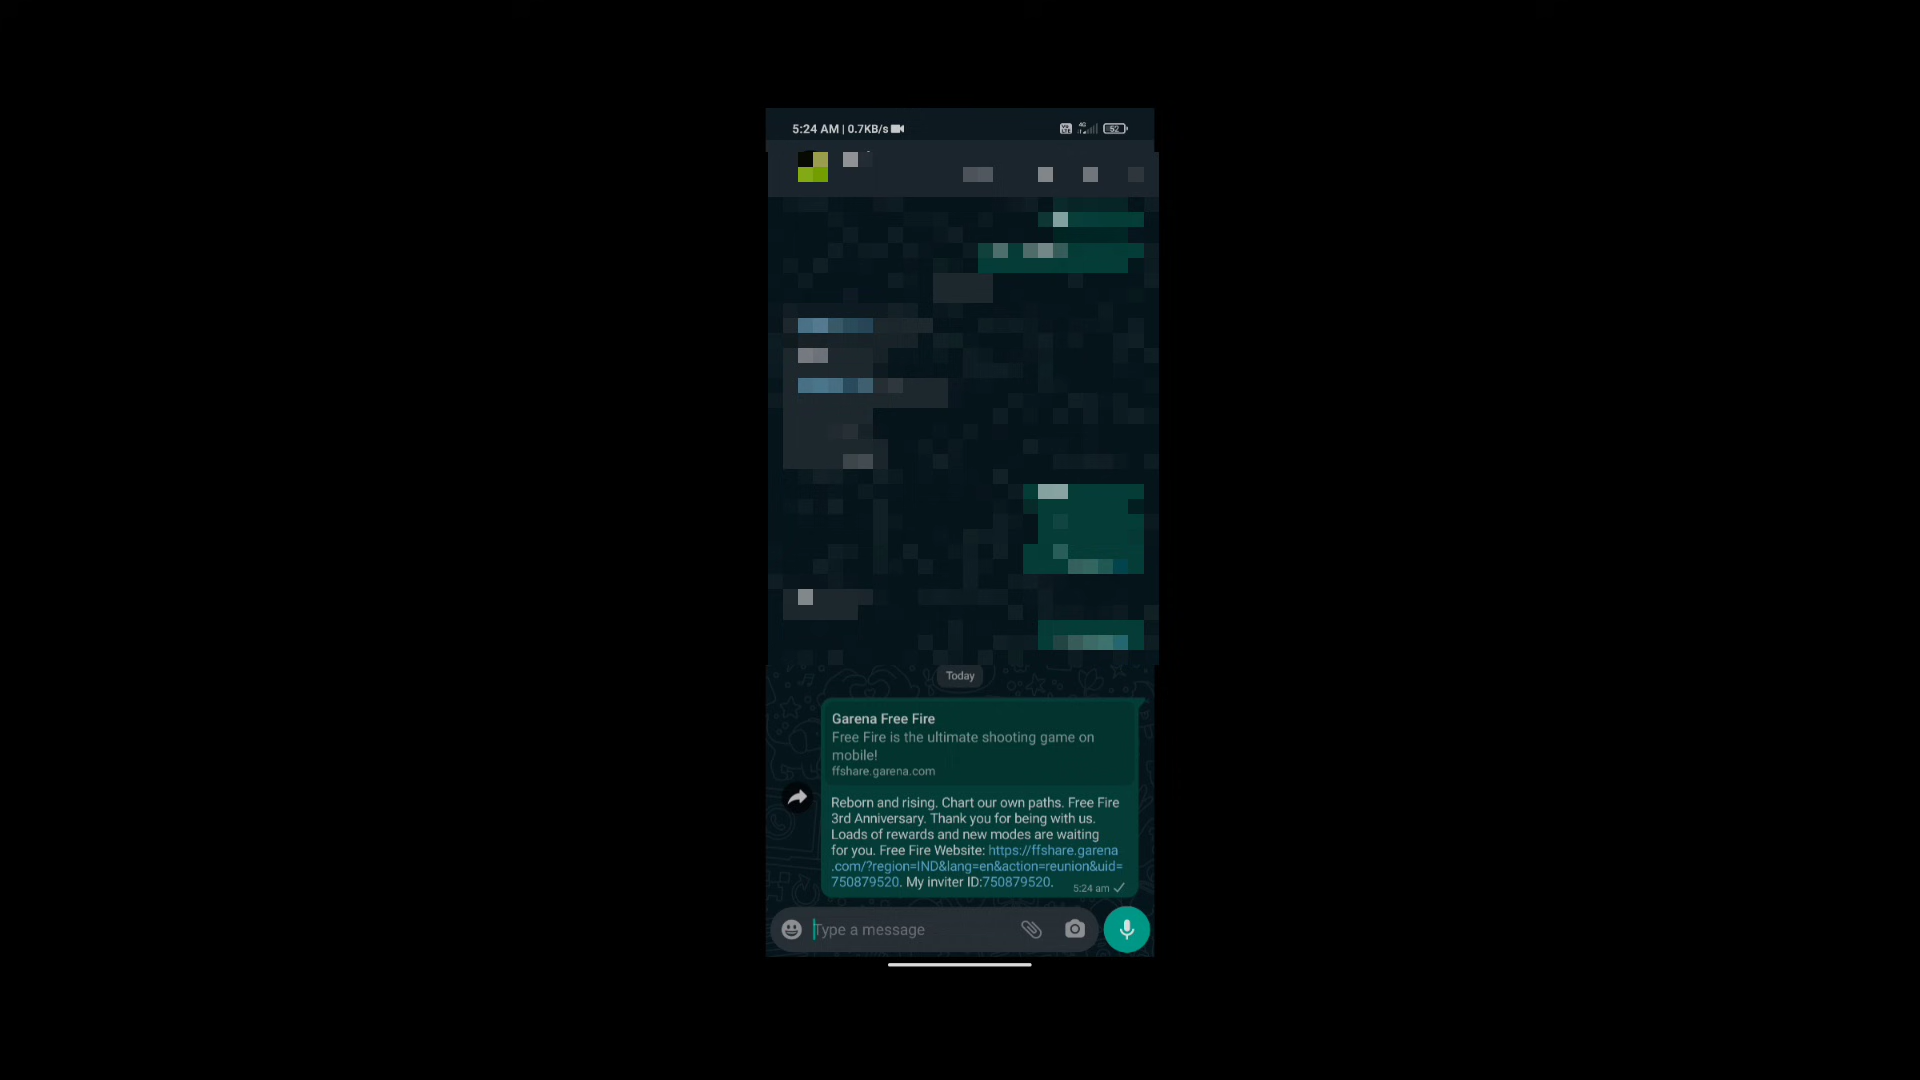 5:24 AM | 0.7KB/s
4G
52
Today
Garena Free Fire
Free Fire is the ultimate shooting game on
mobile!
ffshare.garena.com
Reborn and rising. Chart our own paths. Free Fire
3rd Anniversary. Thank you for being with us.
Loads of rewards and new modes are waiting
for you. Free Fire Website: https://ffshare.garena
.com/?region=IND&lang=en&action=reunion&uid=
750879520. My inviter ID:750879520.
5:24 am
Type a message